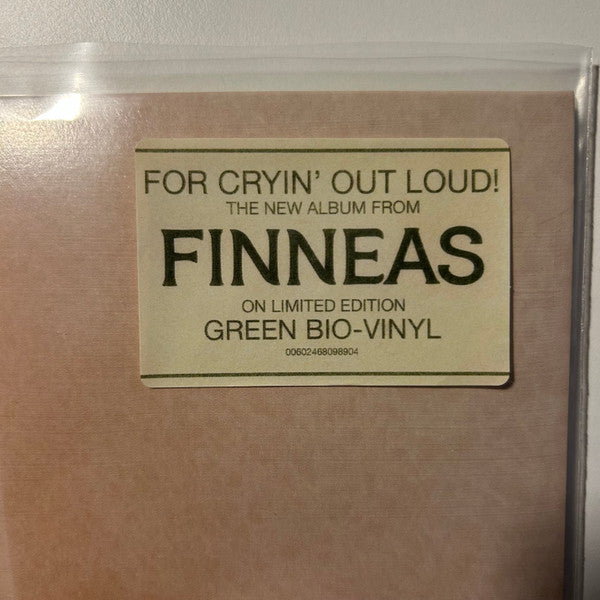 FOR CRYIN' OUT LOUD!
THE NEW ALBUM FROM
FINNEAS
ON LIMITED EDITION
GREEN BIO-VINYL
00602468098904